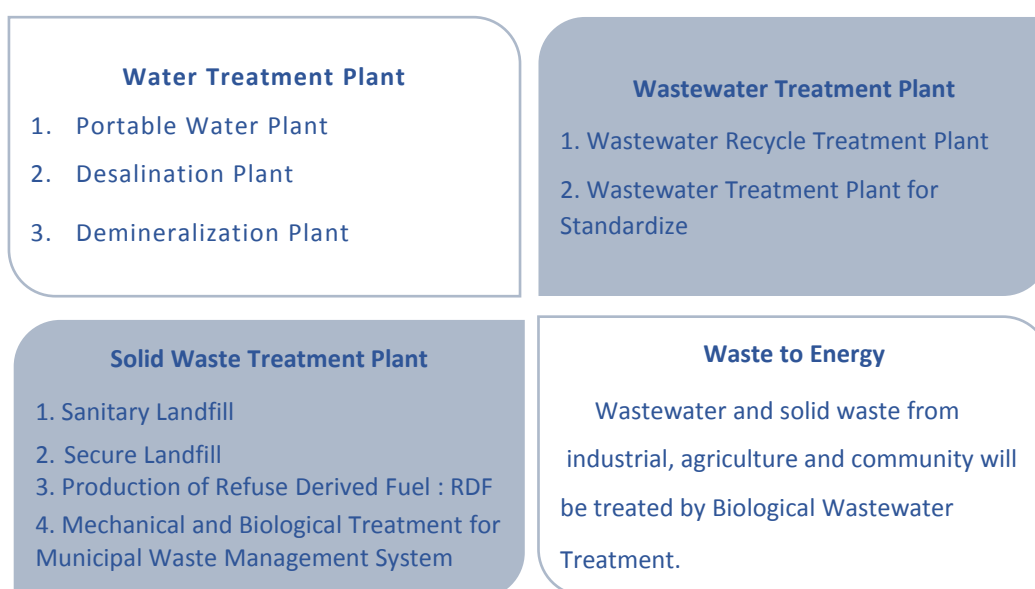 Water Treatment Plant
1. Portable Water Plant
2. Desalination Plant
3. Demineralization Plant
Wastewater Treatment Plant
1. Wastewater Recycle Treatment Plant
2. Wastewater Treatment Plant for
Standardize
Solid Waste Treatment Plant
1. Sanitary Landfill
2. Secure Landfill
3. Production of Refuse Derived Fuel : RDF
4. Mechanical and Biological Treatment for
Municipal Waste Management System
Waste to Energy
Wastewater and solid waste from
industrial, agriculture and community will
be treated by Biological Wastewater
Treatment.